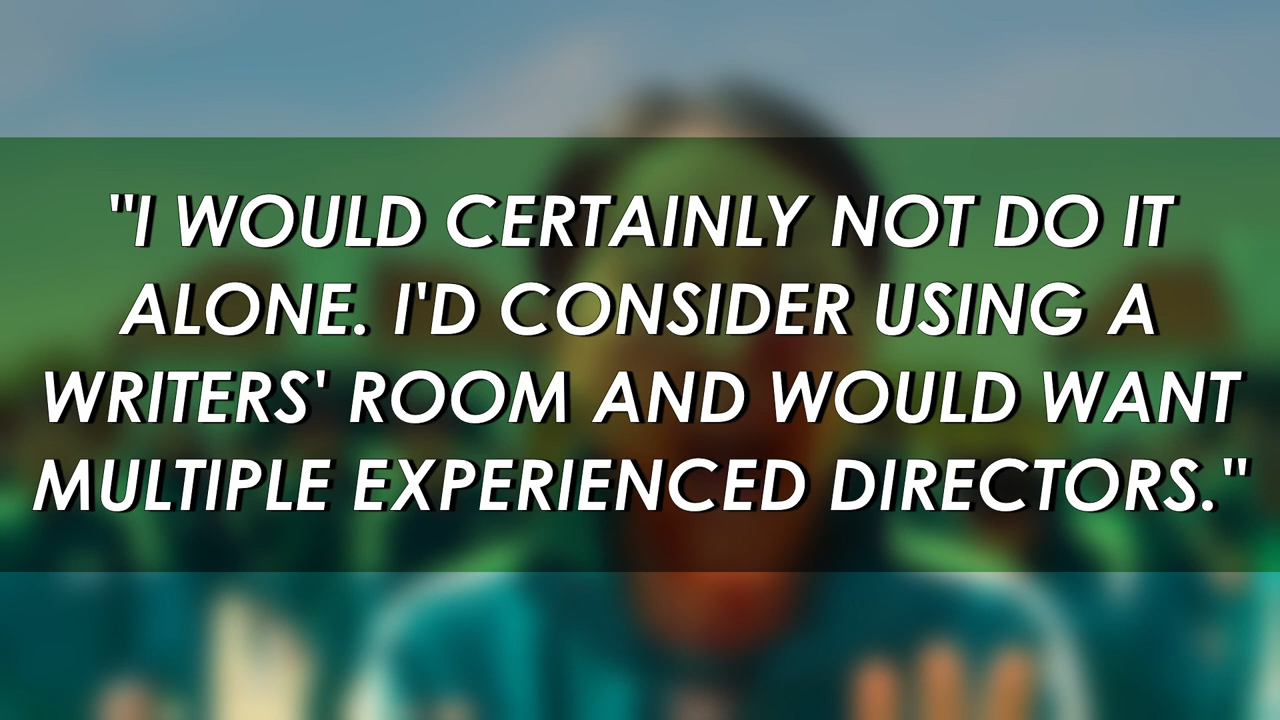 "I WOULD CERTAINLY NOT DO IT
ALONE. I'D CONSIDER USING A
WRITERS' ROOM AND WOULD WANT
MULTIPLE EXPERIENCED DIRECTORS."